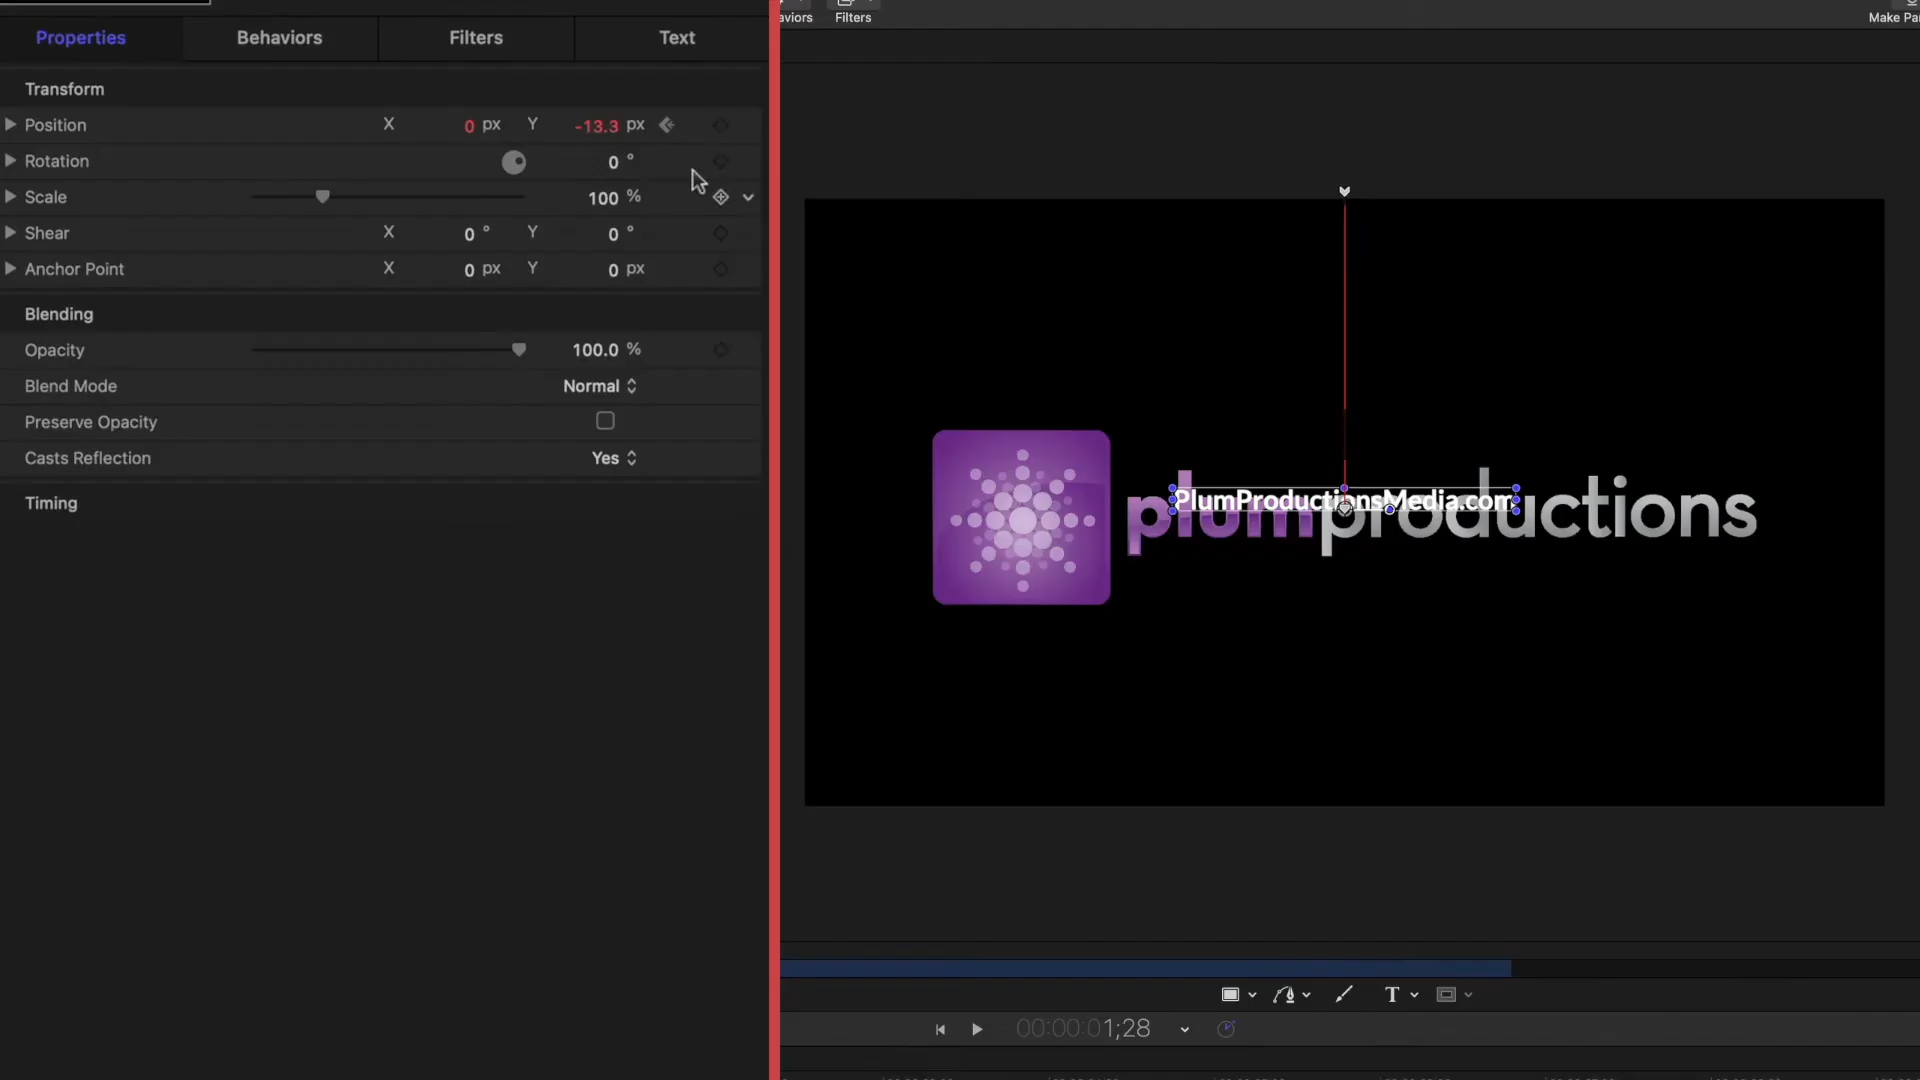 Properties Behaviors Filters Text
Transform
Position X 0 px Y -13.3 px
Rotation 0 °
Scale 100 %
Shear X 0 ° Y 0 °
Anchor Point X 0 px Y 0 px
Blending
Opacity 100.0 %
Blend Mode Normal
Preserve Opacity
Casts Reflection Yes
Timing
Filters
Make
PlumProductionsMedia.com
plumproductions
T
00:00:01;28